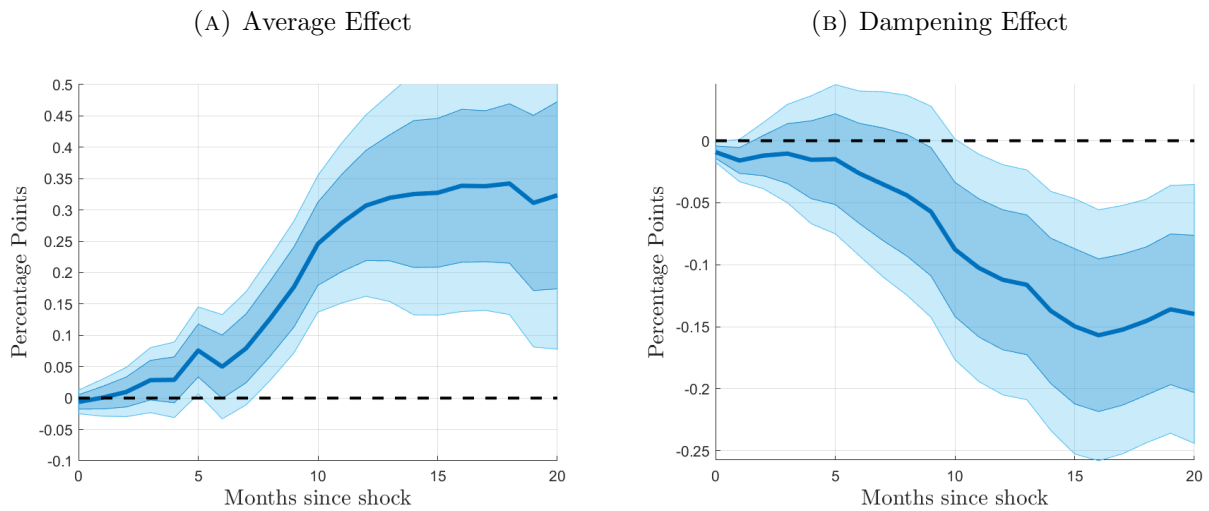 (A) Average Effect
0.5
0.45
0.4
0.35
0.3
0.25
0.2
0.15
0.1
0.05
0
-0.05
-0.1
Percentage Points
0 5 10 15 20
Months since shock
(B) Dampening Effect
0
-0.05
-0.1
-0.15
-0.2
-0.25
Percentage Points
0 5 10 15 20
Months since shock